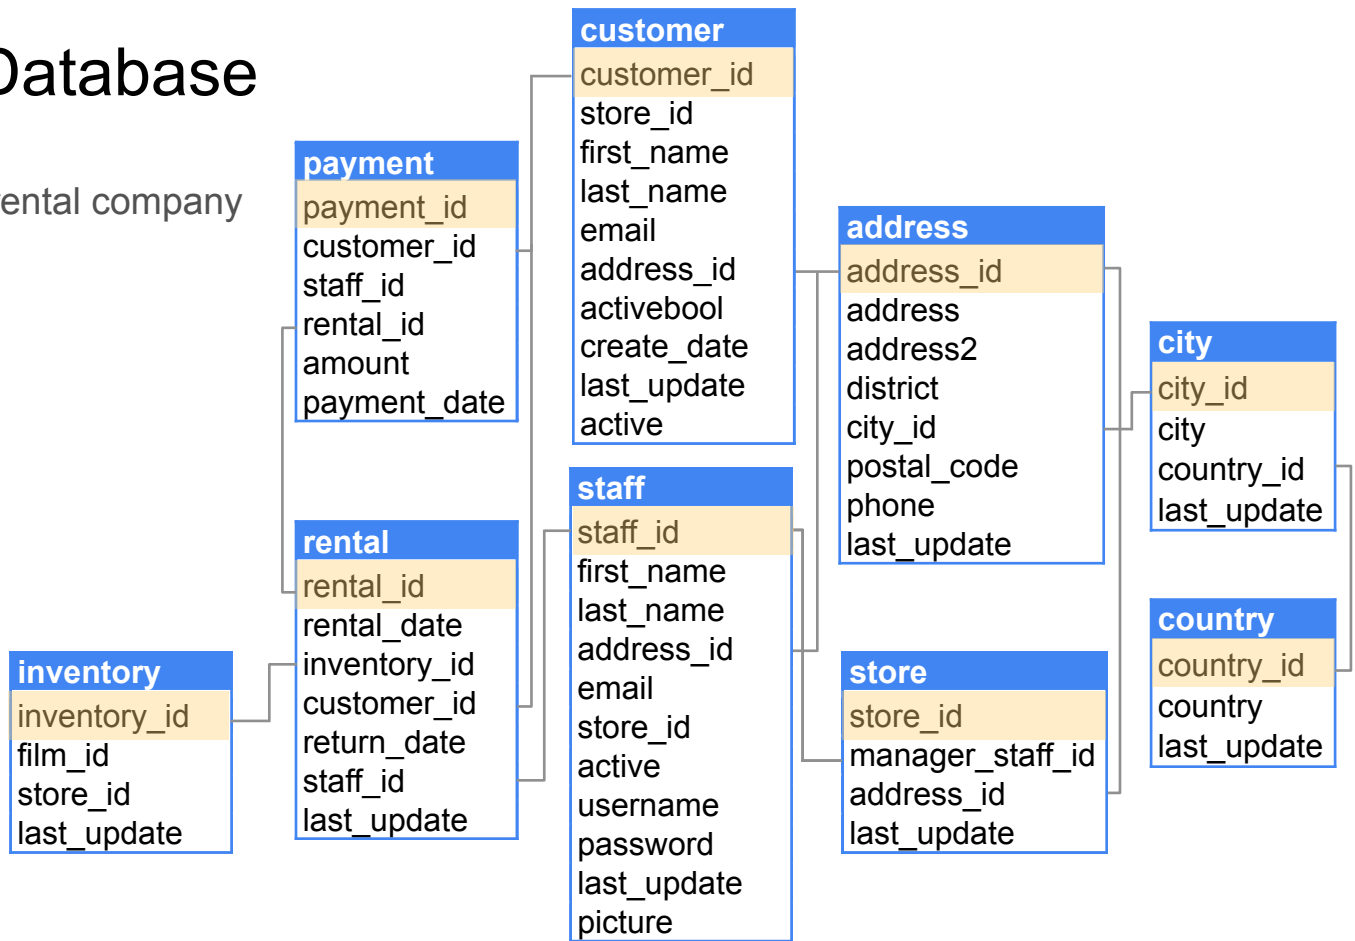 Database
ental company
customer
customer_id
store_id
first_name
last_name
email
address_id
activebool
create_date
last_update
active
payment
payment_id
customer_id
staff_id
rental_id
amount
payment_date
address
address_id
address
address2
district
city_id
postal_code
phone
last_update
city
city_id
city
country_id
last_update
staff
staff_id
first_name
last_name
address_id
email
store_id
active
username
password
last_update
picture
rental
rental_id
rental_date
inventory_id
customer_id
return_date
staff_id
last_update
inventory
inventory_id
film_id
store_id
last_update
store
store_id
manager_staff_id
address_id
last_update
country
country_id
country
last_update